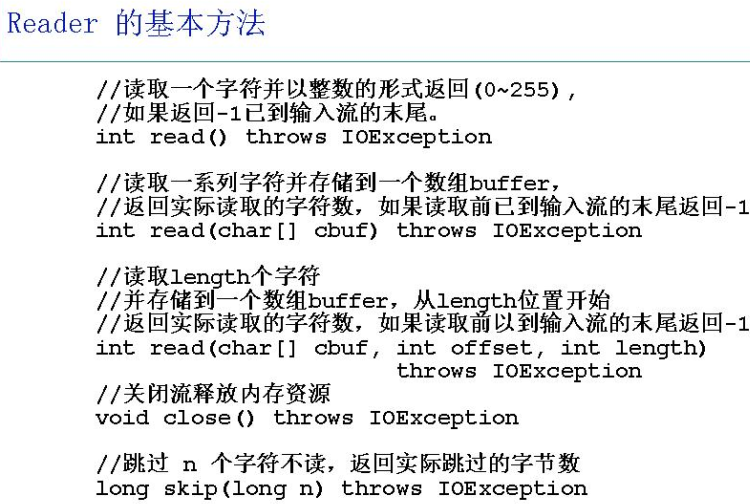 Reader 的基本方法
//读取一个字符并以整数的形式返回(0~255),
//如果返回-1已到输入流的末尾。
int read() throws IOException
//读取一系列字符并存储到一个数组buffer,
//返回实际读取的字符数，如果读取前已到输入流的末尾返回-1
int read(char[] cbuf) throws IOException
//读取length个字符
//并存储到一个数组buffer，从length位置开始
//返回实际读取的字符数，如果读取前以到输入流的末尾返回-1
int read(char[] cbuf, int offset, int length)
throws IOException
//关闭流释放内存资源
void close() throws IOException
//跳过 n 个字符不读，返回实际跳过的字节数
long skip(long n) throws IOException